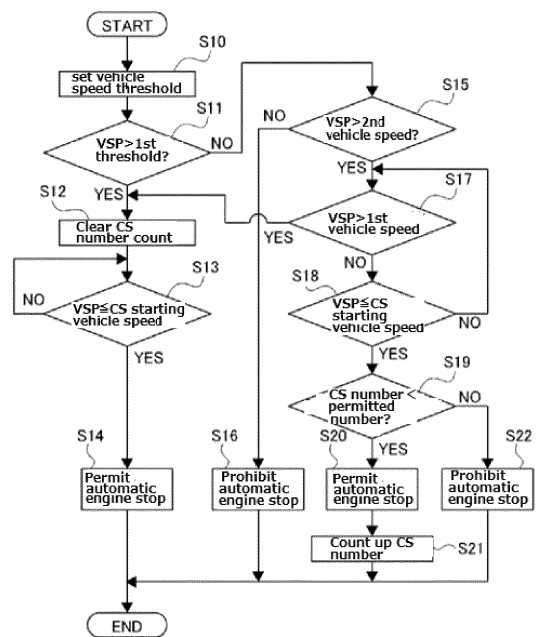 START
S10
set vehicle
speed threshold
S11
VSP>1st
threshold?
NO
YES
S12
Clear CS
number count
S13
VSP≦CS starting
vehicle speed
NO
YES
S14
Permit
automatic
engine stop
S15
VSP>2nd
vehicle speed?
NO
YES
S16
Prohibit
automatic
engine stop
S17
VSP>1st
vehicle speed
YES
NO
S18
VSP≦CS
starting
vehicle speed
NO
YES
S19
CS number <
permitted
number?
NO
YES
S20
Permit
automatic
engine stop
S21
Count up CS
number
S22
Prohibit
automatic
engine stop
END